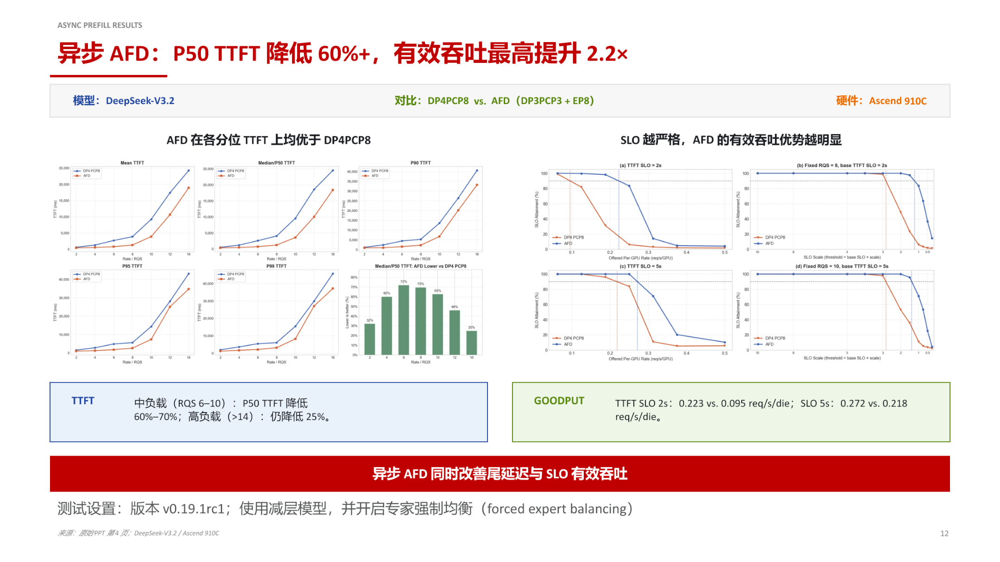 ASYNC PREFILL RESULTS
异步 AFD：P50 TTFT 降低 60%+，有效吞吐最高提升 2.2×
模型：DeepSeek-V3.2
对比：DP4PCP8 vs. AFD（DP3PCP3 + EP8）
硬件：Ascend 910C
AFD 在各分位 TTFT 上均优于 DP4PCP8
Mean TTFT
DP4 PCP8
AFD
TTFT (ms)
25,000
20,000
15,000
10,000
5,000
0
2 4 6 8 10 12 16
Rate / RQS
Median/P50 TTFT
DP4 PCP8
AFD
TTFT (ms)
25,000
20,000
15,000
10,000
5,000
0
2 4 6 8 10 12 16
Rate / RQS
P90 TTFT
DP4 PCP8
AFD
TTFT (ms)
40,000
35,000
30,000
25,000
20,000
15,000
10,000
5,000
0
2 4 6 8 10 12 16
Rate / RQS
P95 TTFT
DP4 PCP8
AFD
TTFT (ms)
40,000
30,000
20,000
10,000
0
2 4 6 8 10 12 16
Rate / RQS
P99 TTFT
DP4 PCP8
AFD
TTFT (ms)
40,000
30,000
20,000
10,000
0
2 4 6 8 10 12 16
Rate / RQS
Median/P50 TTFT: AFD Lower vs DP4 PCP8
Lower is better (%)
80%
70%
60%
50%
40%
30%
20%
10%
0%
32% 60% 72% 70% 63% 46% 25%
2 4 6 8 10 12 16
Rate / RQS
SLO 越严格，AFD 的有效吞吐优势越明显
(a) TTFT SLO = 2s
SLO Attainment (%)
100
80
60
40
20
0
DP4 PCP8
AFD
0.1 0.2 0.3 0.4 0.5
Offered Per-GPU Rate (req/s/GPU)
(b) Fixed RQS = 8, base TTFT SLO = 2s
SLO Attainment (%)
100
80
60
40
20
0
DP4 PCP8
AFD
10 8 5 3 2 1 0.5
SLO Scale (threshold = base SLO × scale)
(c) TTFT SLO = 5s
SLO Attainment (%)
100
80
60
40
20
0
DP4 PCP8
AFD
0.1 0.2 0.3 0.4 0.5
Offered Per-GPU Rate (req/s/GPU)
(d) Fixed RQS = 10, base TTFT SLO = 5s
SLO Attainment (%)
100
80
60
40
20
0
DP4 PCP8
AFD
10 8 5 3 2 1 0.5
SLO Scale (threshold = base SLO × scale)
TTFT
中负载（RQS 6–10）：P50 TTFT 降低
60%–70%；高负载（>14）：仍降低 25%。
GOODPUT
TTFT SLO 2s：0.223 vs. 0.095 req/s/die；SLO 5s：0.272 vs. 0.218
req/s/die。
异步 AFD 同时改善尾延迟与 SLO 有效吞吐
测试设置：版本 v0.19.1rc1；使用减层模型，并开启专家强制均衡（forced expert balancing）
来源：原始PPT 第4 页；DeepSeek-V3.2 / Ascend 910C
12